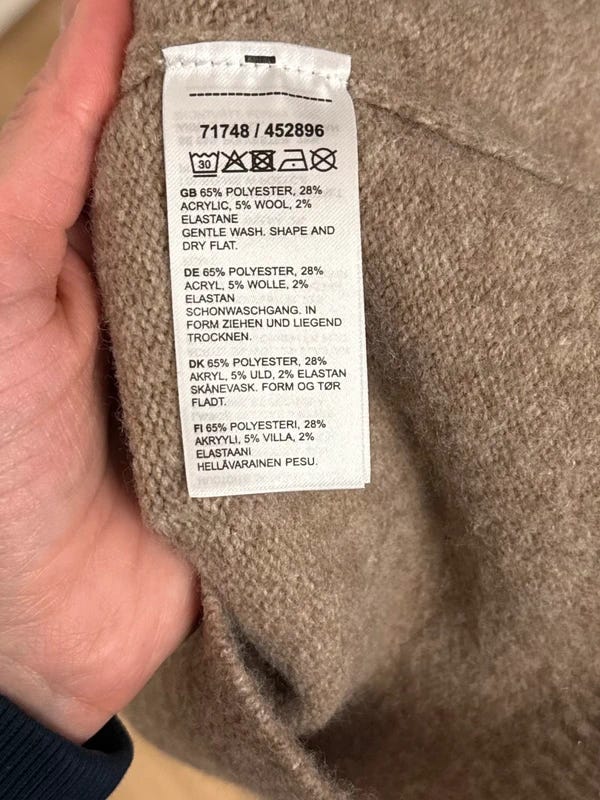 71748 / 452896
30
GB 65% POLYESTER, 28%
ACRYLIC, 5% WOOL, 2%
ELASTANE
GENTLE WASH. SHAPE AND
DRY FLAT.
DE 65% POLYESTER, 28%
ACRYL, 5% WOLLE, 2%
ELASTAN
SCHONWASCHGANG. IN
FORM ZIEHEN UND LIEGEND
TROCKNEN.
DK 65% POLYESTER, 28%
AKRYL, 5% ULD, 2% ELASTAN
SKÅNEVASK. FORM OG TØR
FLADT.
FI 65% POLYESTERI, 28%
AKRYYLI, 5% VILLA, 2%
ELASTAANI
HELLÄVARAINEN PESU.